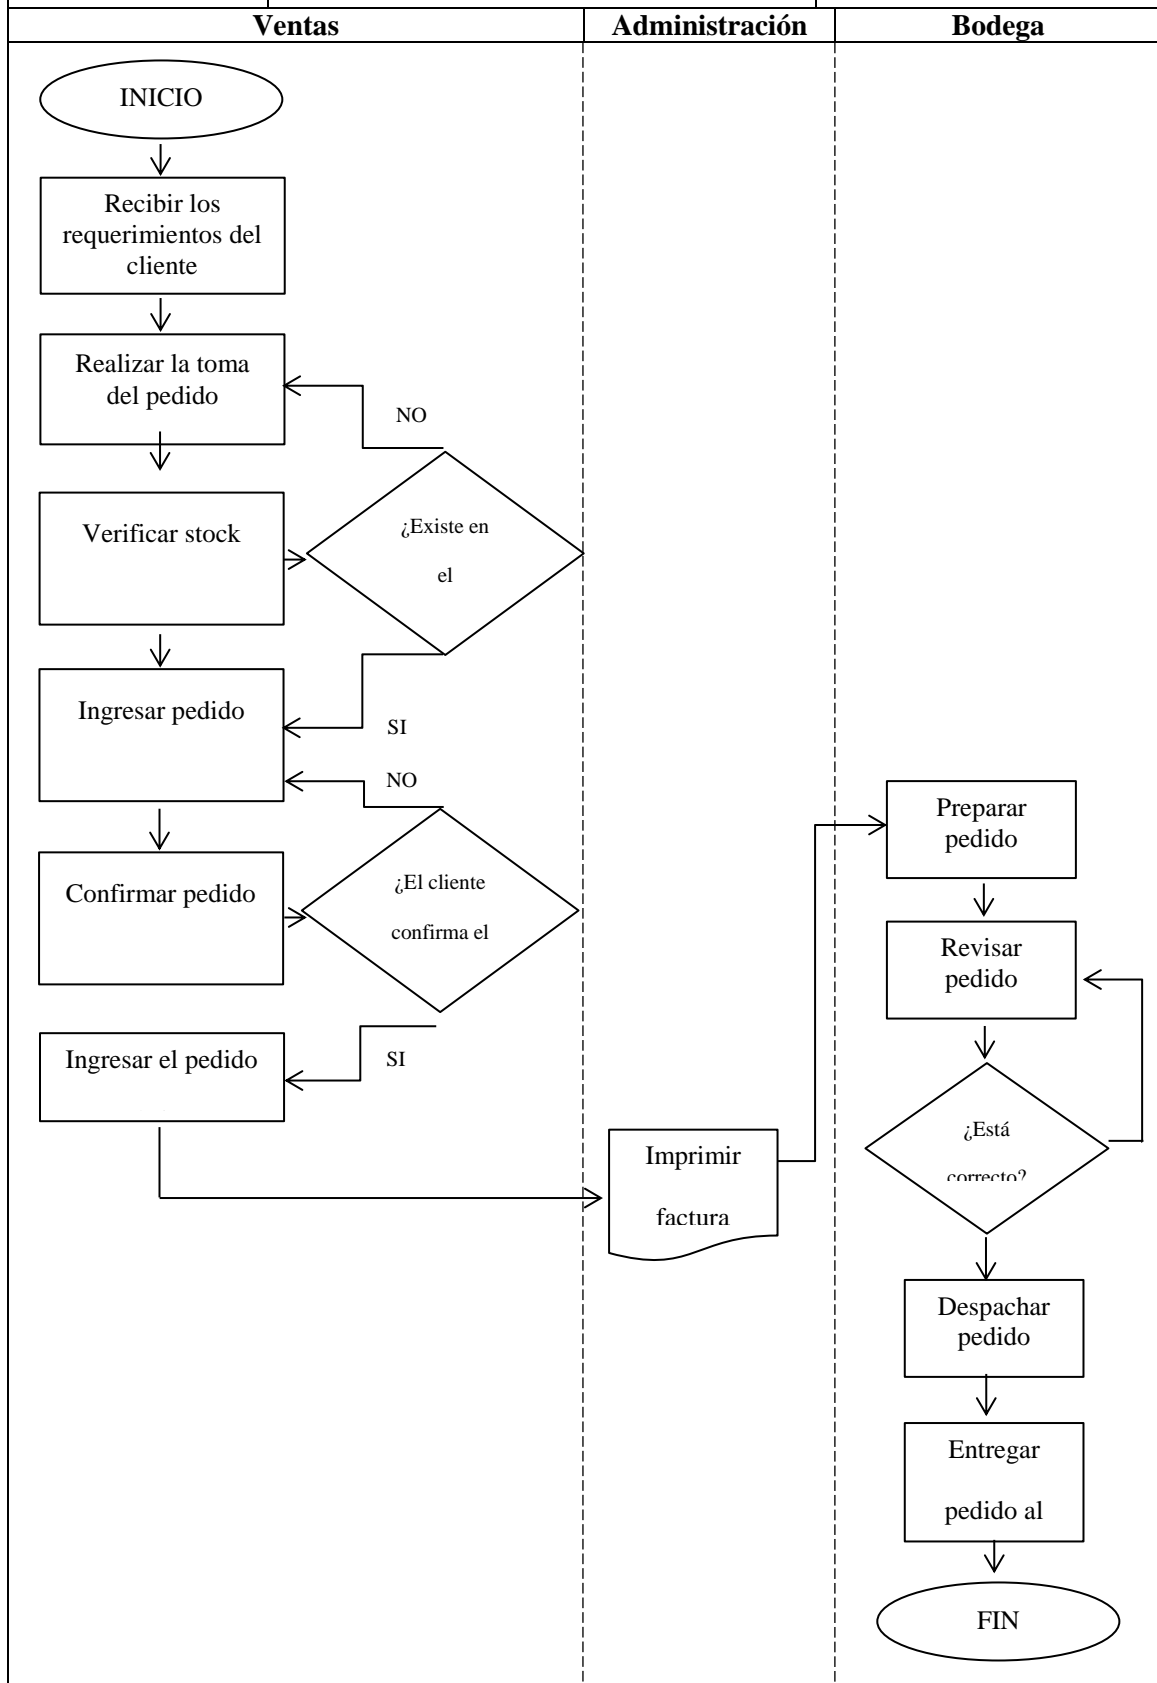 Ventas
Administración
Bodega
INICIO
Recibir los
requerimientos del
cliente
Realizar la toma
del pedido
NO
Verificar stock
¿Existe en
el
Ingresar pedido
SI
NO
Confirmar pedido
¿El cliente
confirma el
Ingresar el pedido
SI
Imprimir
factura
Preparar
pedido
Revisar
pedido
¿Está
correcto?
Despachar
pedido
Entregar
pedido al
FIN